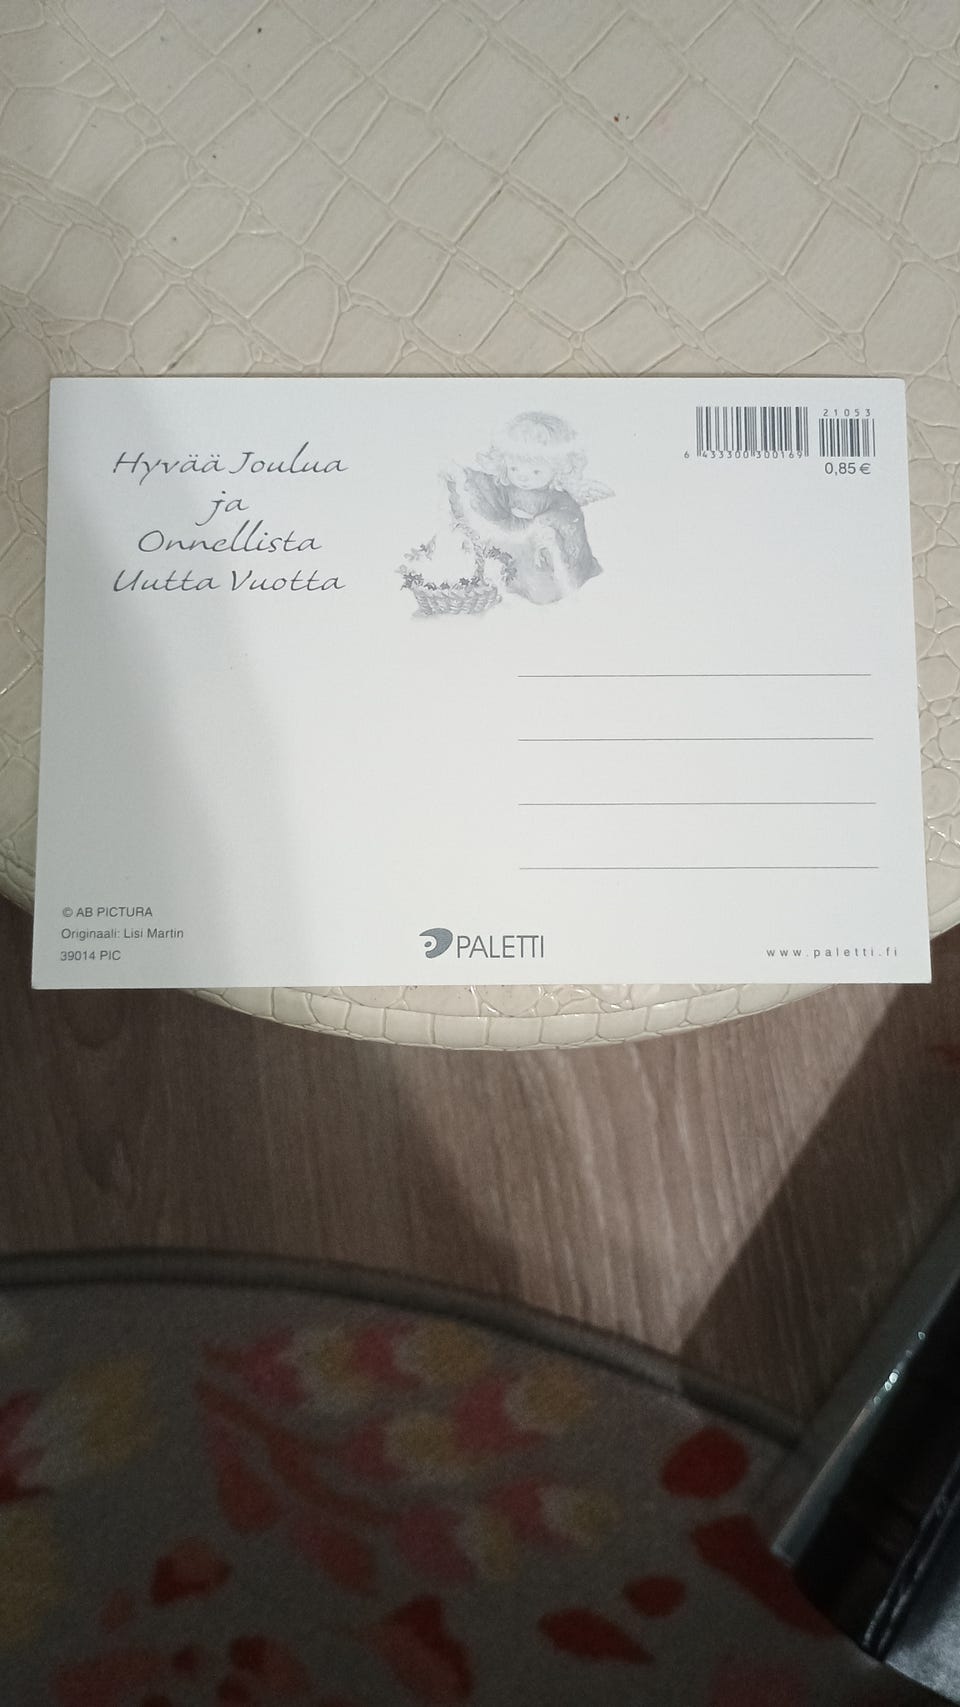 Hyvää Joulua
ja
Onnellista
Uutta Vuotta
21053
6 433300 300169
0,85 €
© AB PICTURA
Originaali: Lisi Martin
39014 PIC
PALETTI
www.paletti.fi